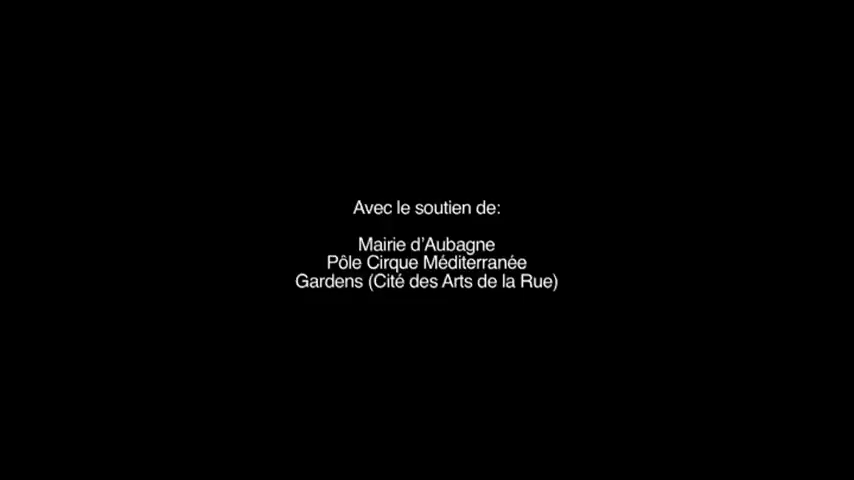 Avec le soutien de:
Mairie d'Aubagne
Pôle Cirque Méditerranée
Gardens (Cité des Arts de la Rue)